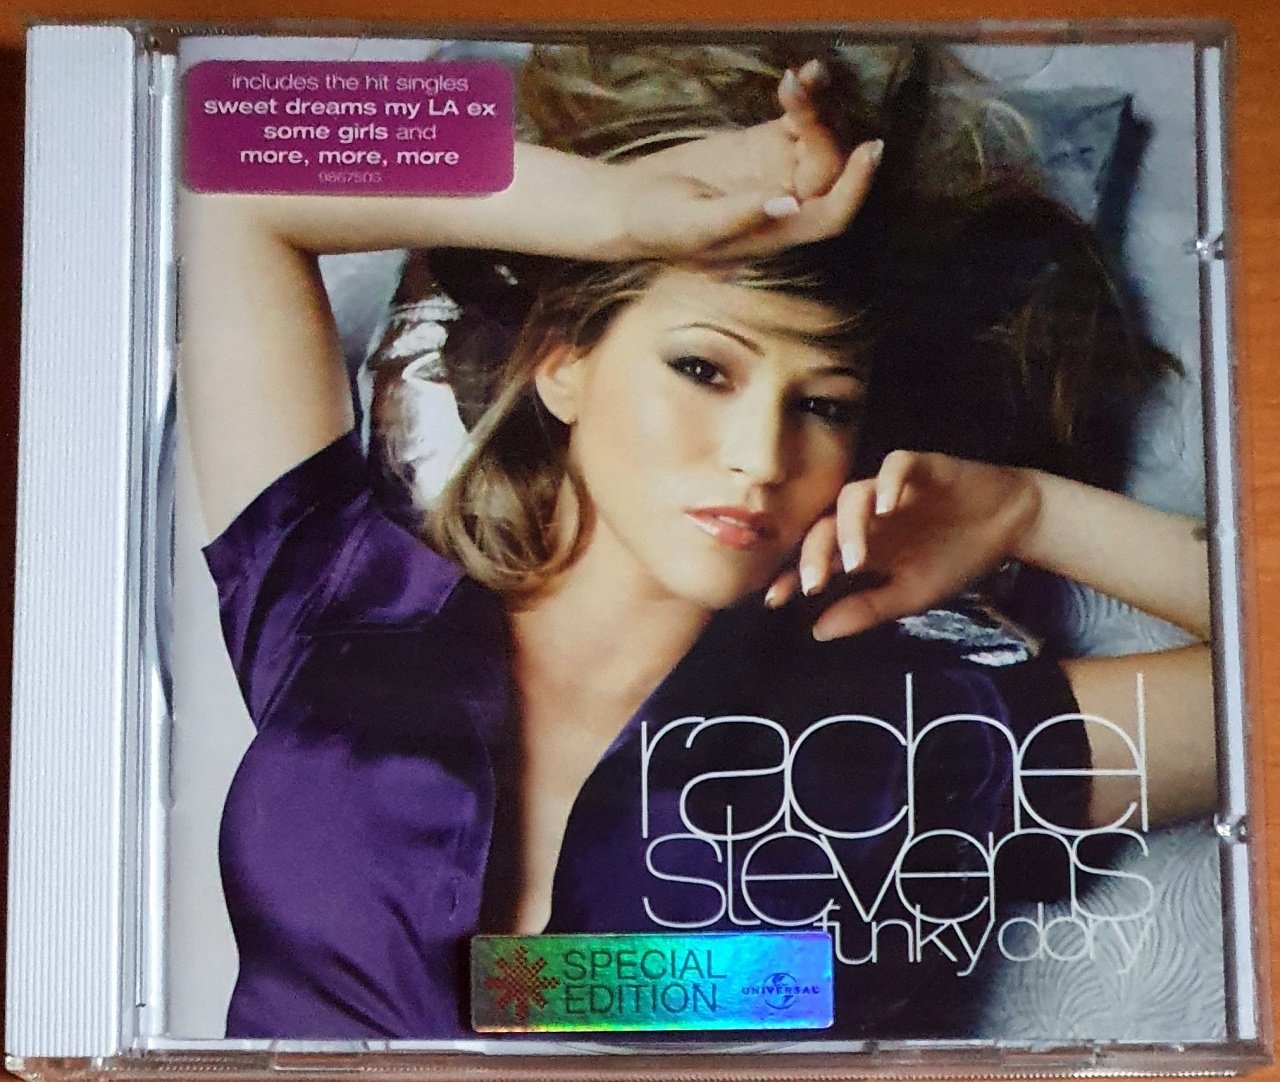 includes the hit singles
sweet dreams my LA ex
some girls and
more, more, more
9867503
rachel
stevens
funky dory
SPECIAL
EDITION
UNIVERSAL